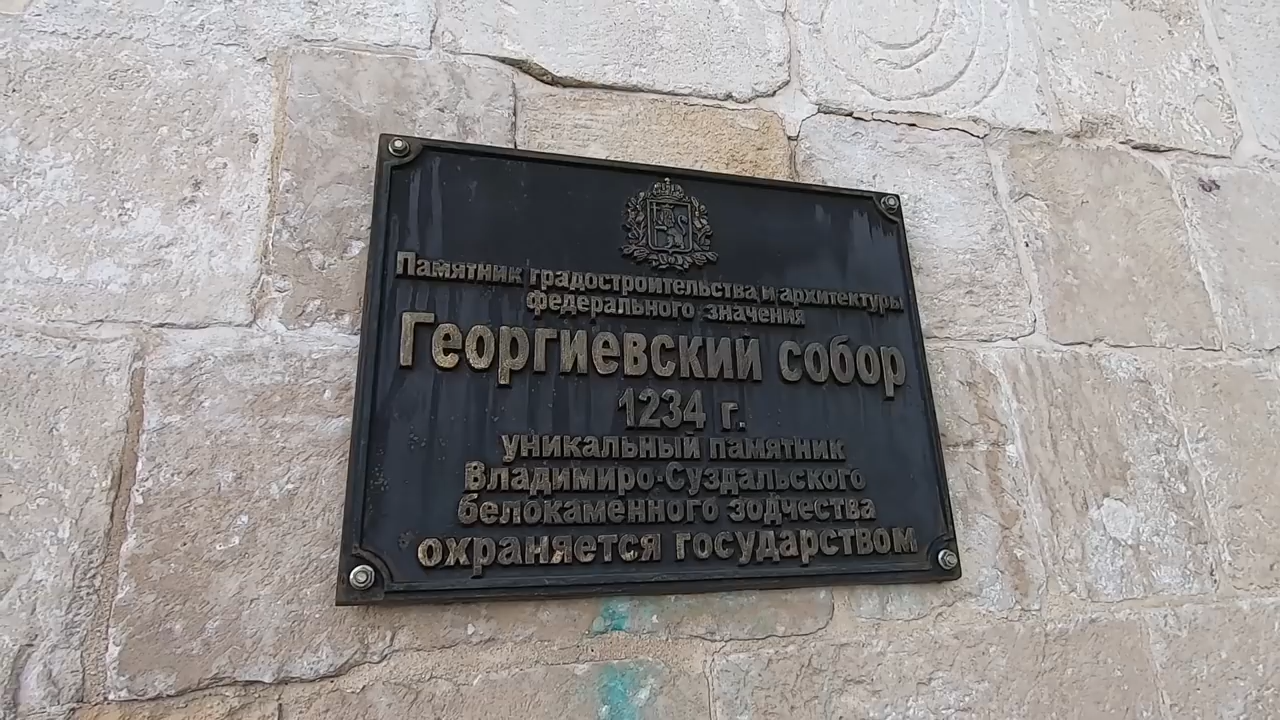 Памятник градостроительства и архитектуры
федерального значения
Георгиевский собор
1234 г.
уникальный памятник
Владимиро-Суздальского
белокаменного зодчества
охраняется государством